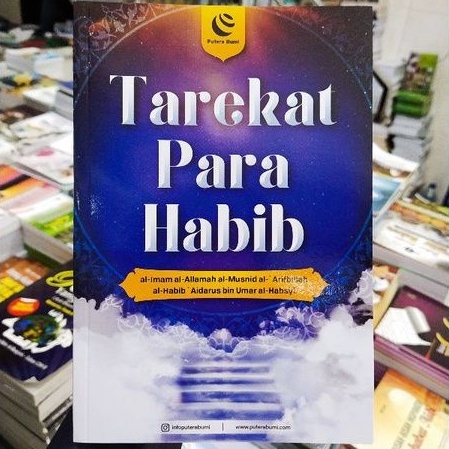 Putera Bumi
Tarekat
Para
Habib
al-Imam al-Allamah al-Musnid al-`Arifbillah
al-Habib `Aidarus bin Umar al-Habsyi
infoputerabumi | www.puterabumi.com